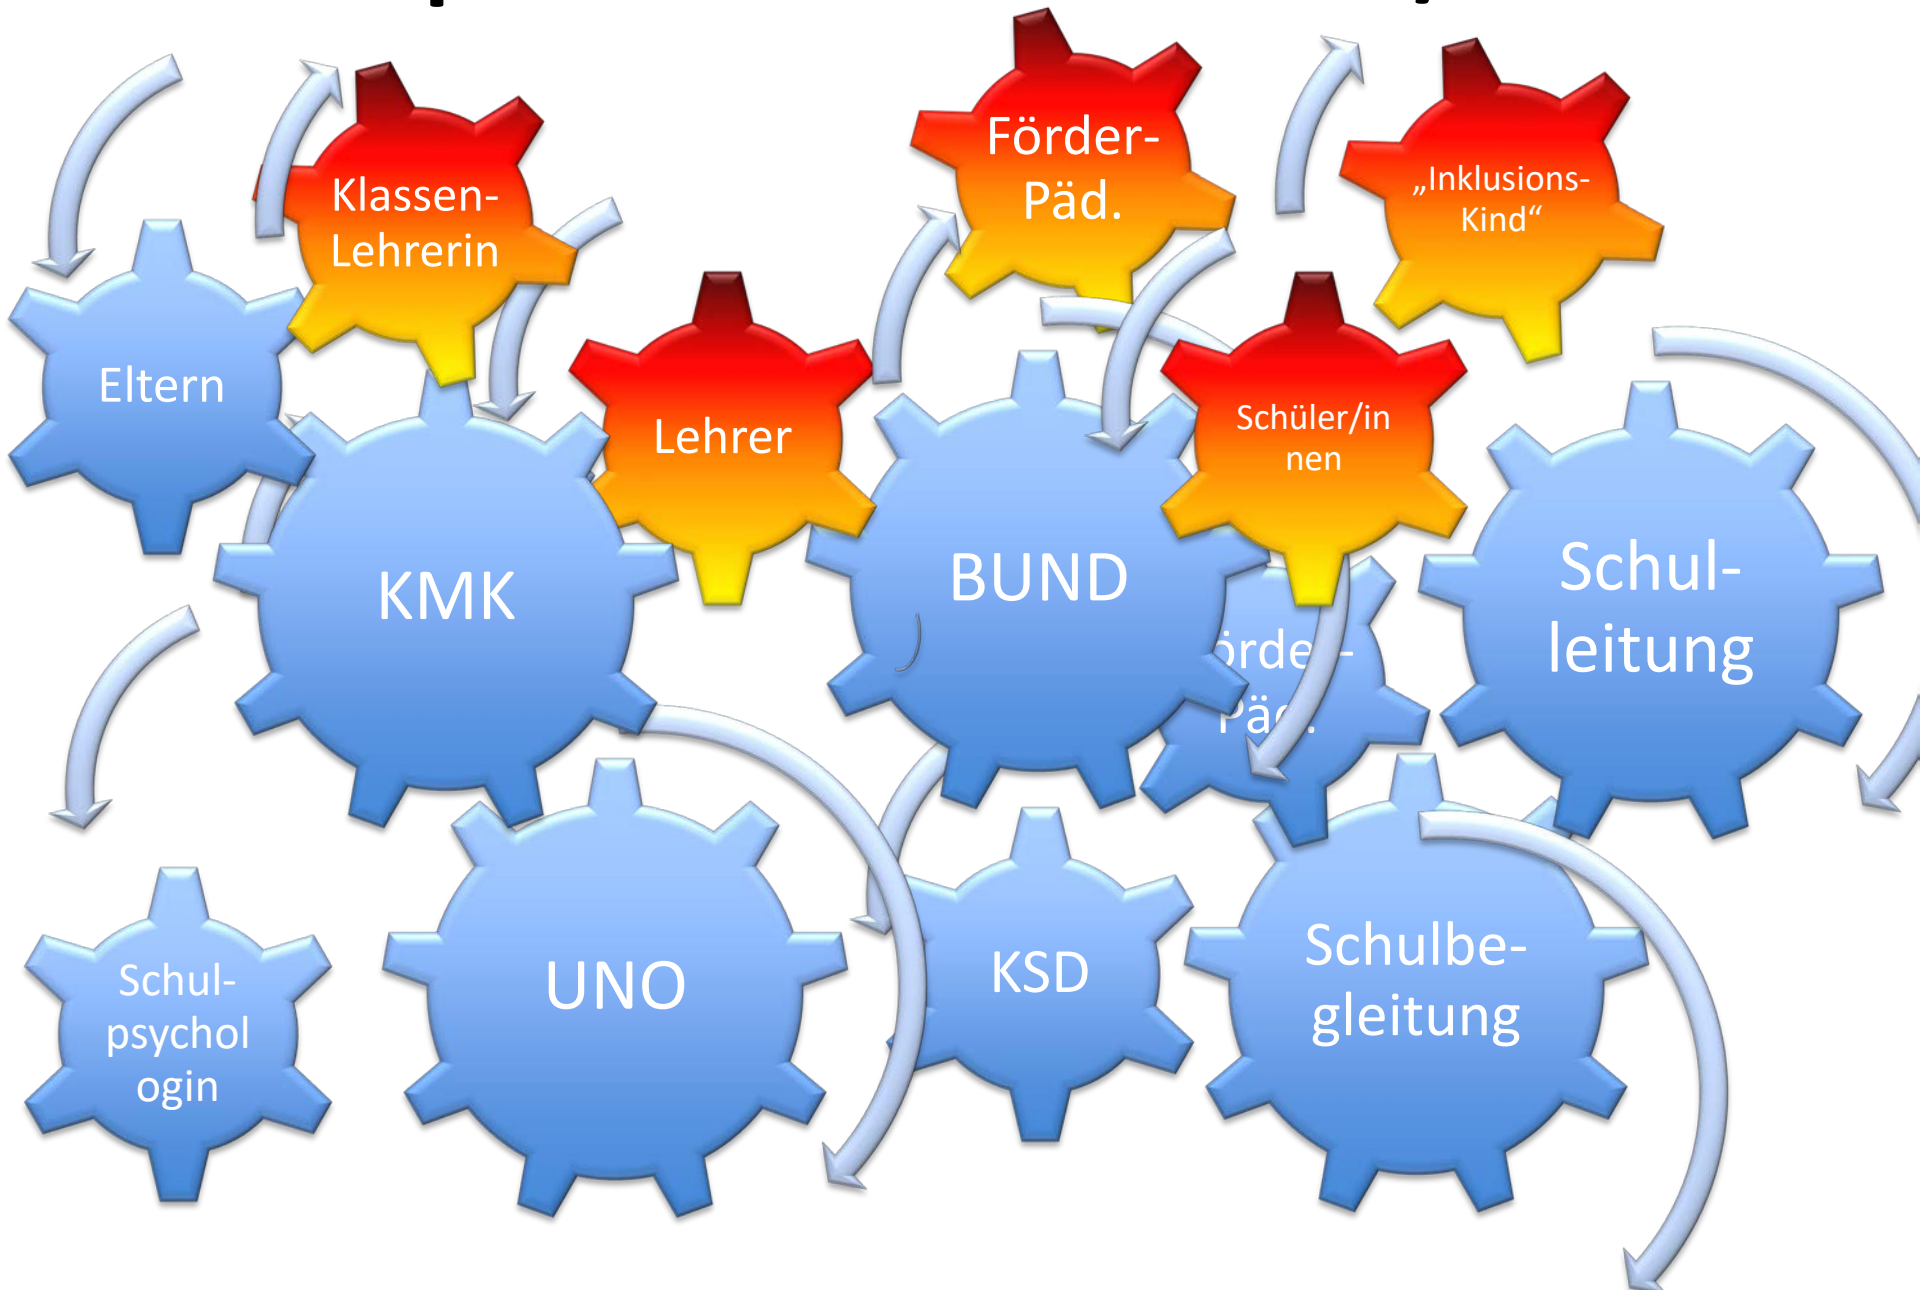 Förder-
Päd.
Klassen-
Lehrerin
„Inklusions-
Kind“
Eltern
Lehrer
Schüler/in
nen
KMK
BUND
Schul-
leitung
Schul-
psychol
ogin
UNO
KSD
Schulbe-
gleitung